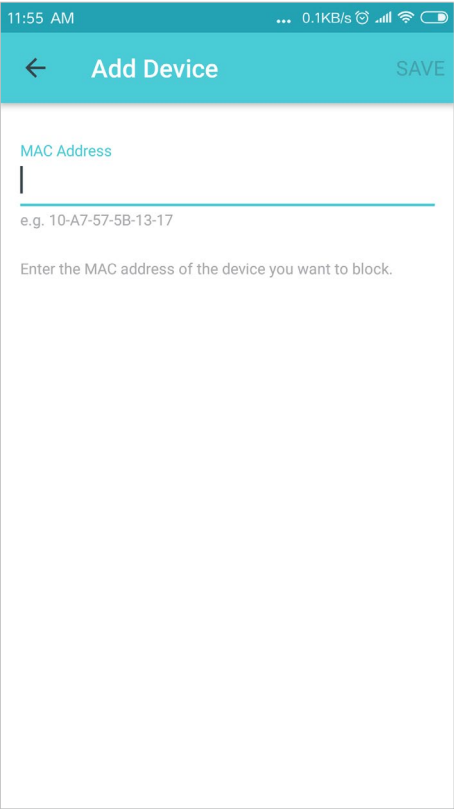 11:55 AM ... 0.1KB/s
Add Device SAVE
MAC Address
e.g. 10-A7-57-5B-13-17
Enter the MAC address of the device you want to block.